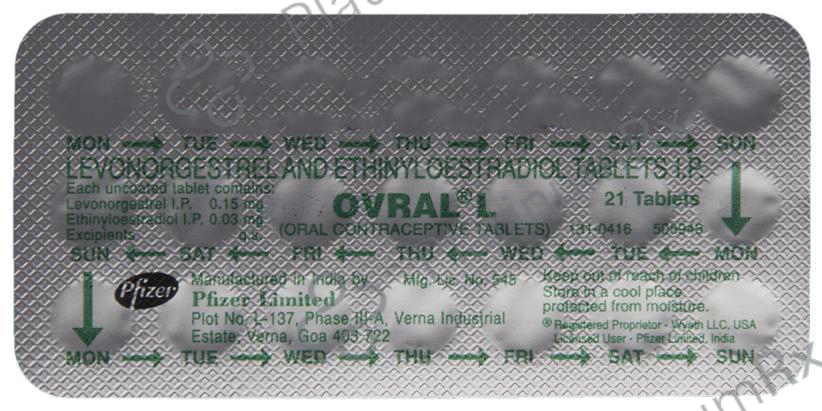 MON → TUE → WED → THU → FRI → SAT → SUN
LEVONORGESTREL AND ETHINYLOESTRADIOL TABLETS I.P.
Each uncoated tablet contains:
Levonorgestrel I.P. 0.15 mg
Ethinyloestradiol I.P. 0.03 mg
Excipients q.s.
OVRAL® L
21 Tablets
(ORAL CONTRACEPTIVE TABLETS) 131-0416 505948
SUN ← SAT ← FRI ← THU ← WED ← TUE ← MON
Pfizer
Manufactured in India by Mfg. Lic. No. 545
Pfizer Limited
Plot No. L-137, Phase III-A, Verna Industrial
Estate, Verna, Goa 403 722
Keep out of reach of children
Store in a cool place
protected from moisture.
® Registered Proprietor - Wyeth LLC, USA
Licensed User - Pfizer Limited, India
MON → TUE → WED → THU → FRI → SAT → SUN